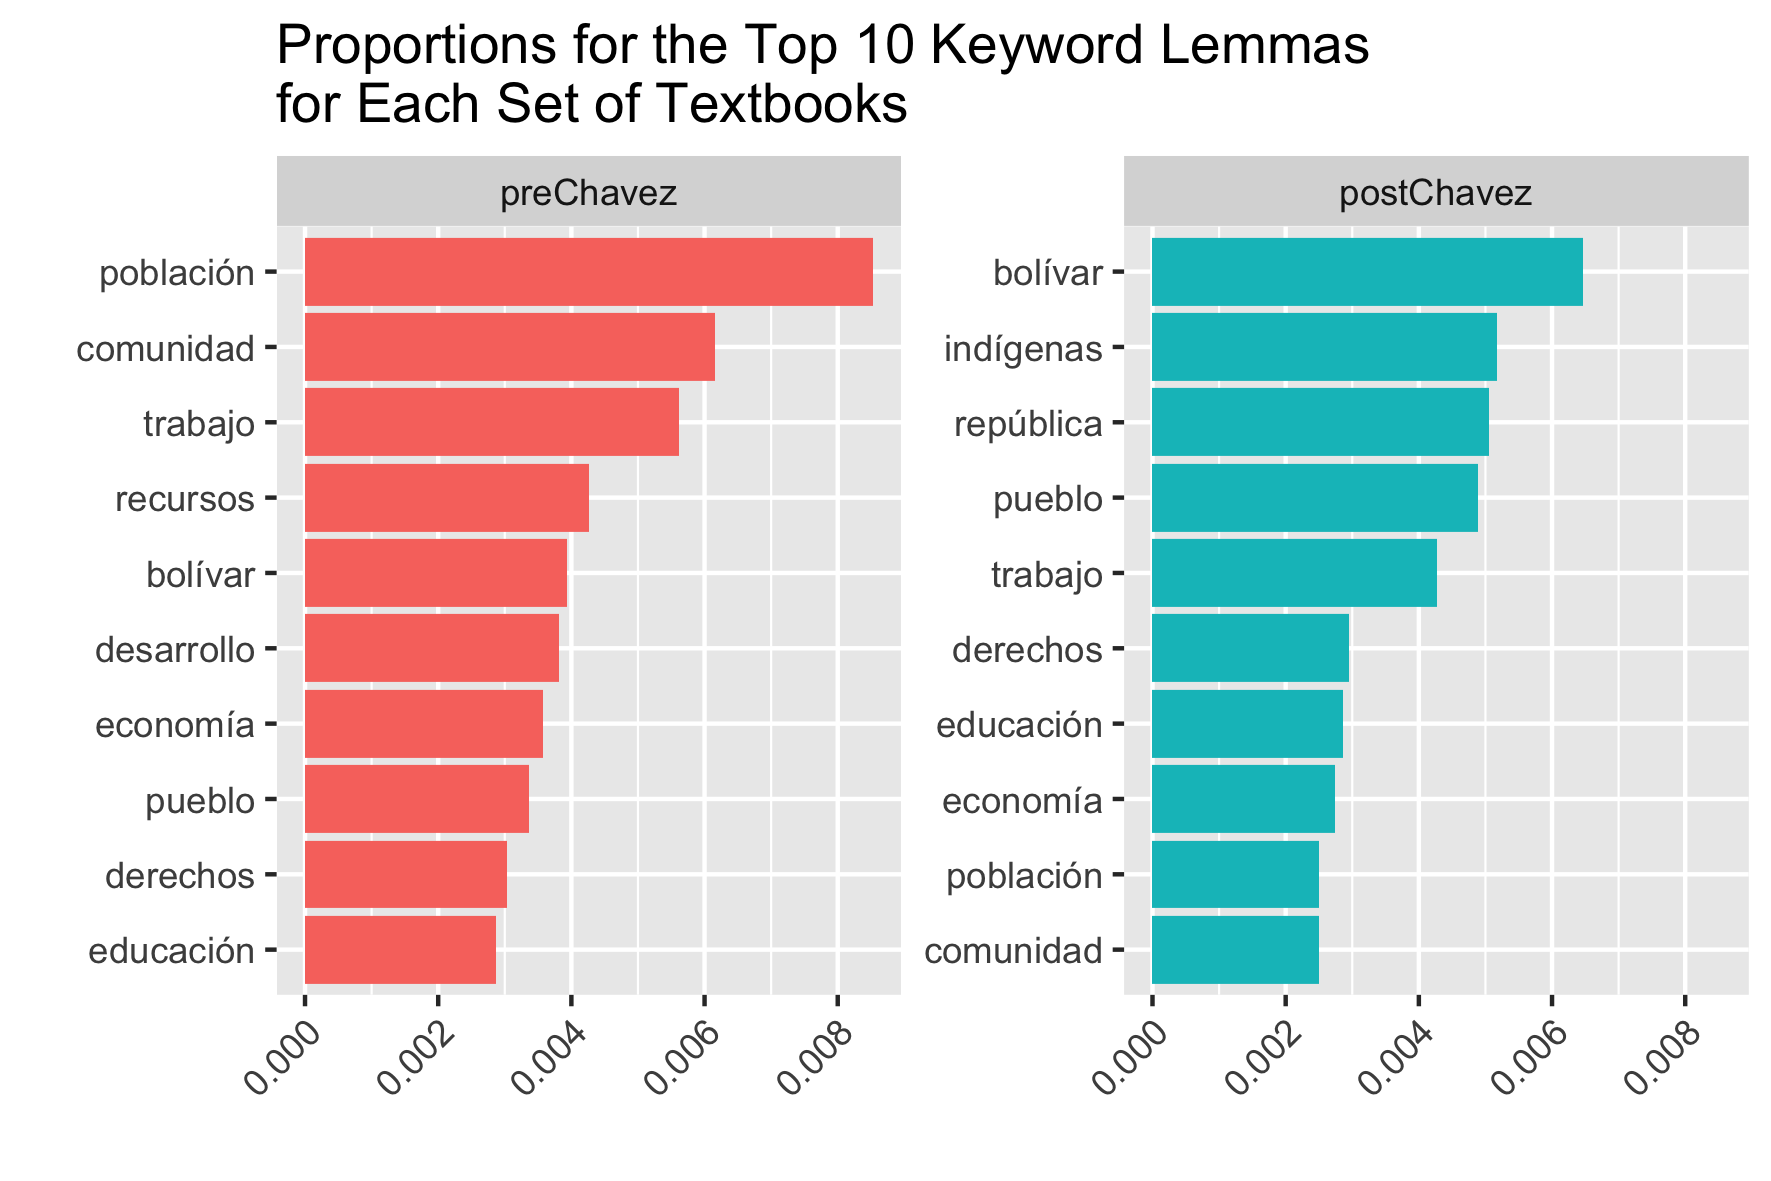 Proportions for the Top 10 Keyword Lemmas
for Each Set of Textbooks
preChavez
población
comunidad
trabajo
recursos
bolívar
desarrollo
economía
pueblo
derechos
educación
0.000
0.002
0.004
0.006
0.008
postChavez
bolívar
indígenas
república
pueblo
trabajo
derechos
educación
economía
población
comunidad
0.000
0.002
0.004
0.006
0.008